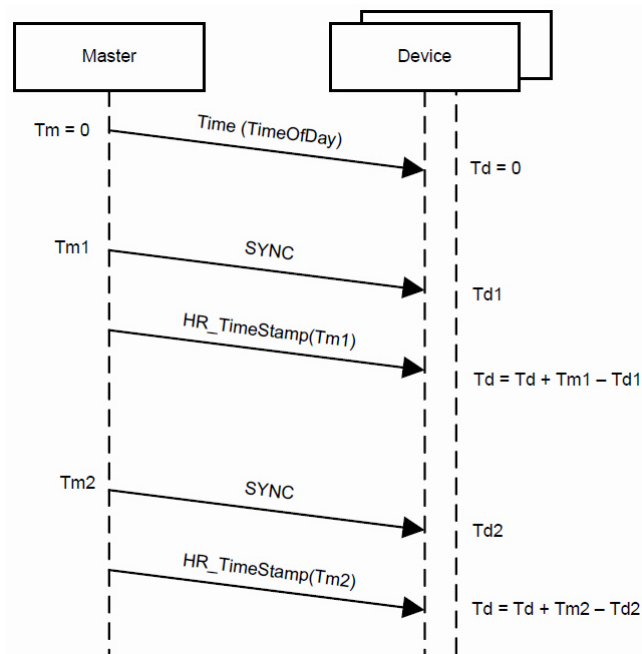 Master
Device
Time (TimeOfDay)
Tm = 0
Td = 0
Tm1
SYNC
Td1
HR_TimeStamp(Tm1)
Td = Td + Tm1 – Td1
Tm2
SYNC
Td2
HR_TimeStamp(Tm2)
Td = Td + Tm2 – Td2